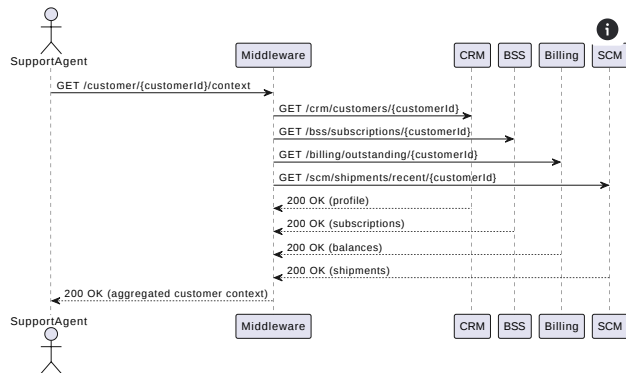 SupportAgent
Middleware
CRM
BSS
Billing
SCM
GET /customer/{customerId}/context
GET /crm/customers/{customerId}
GET /bss/subscriptions/{customerId}
GET /billing/outstanding/{customerId}
GET /scm/shipments/recent/{customerId}
200 OK (profile)
200 OK (subscriptions)
200 OK (balances)
200 OK (shipments)
200 OK (aggregated customer context)
SupportAgent
Middleware
CRM
BSS
Billing
SCM